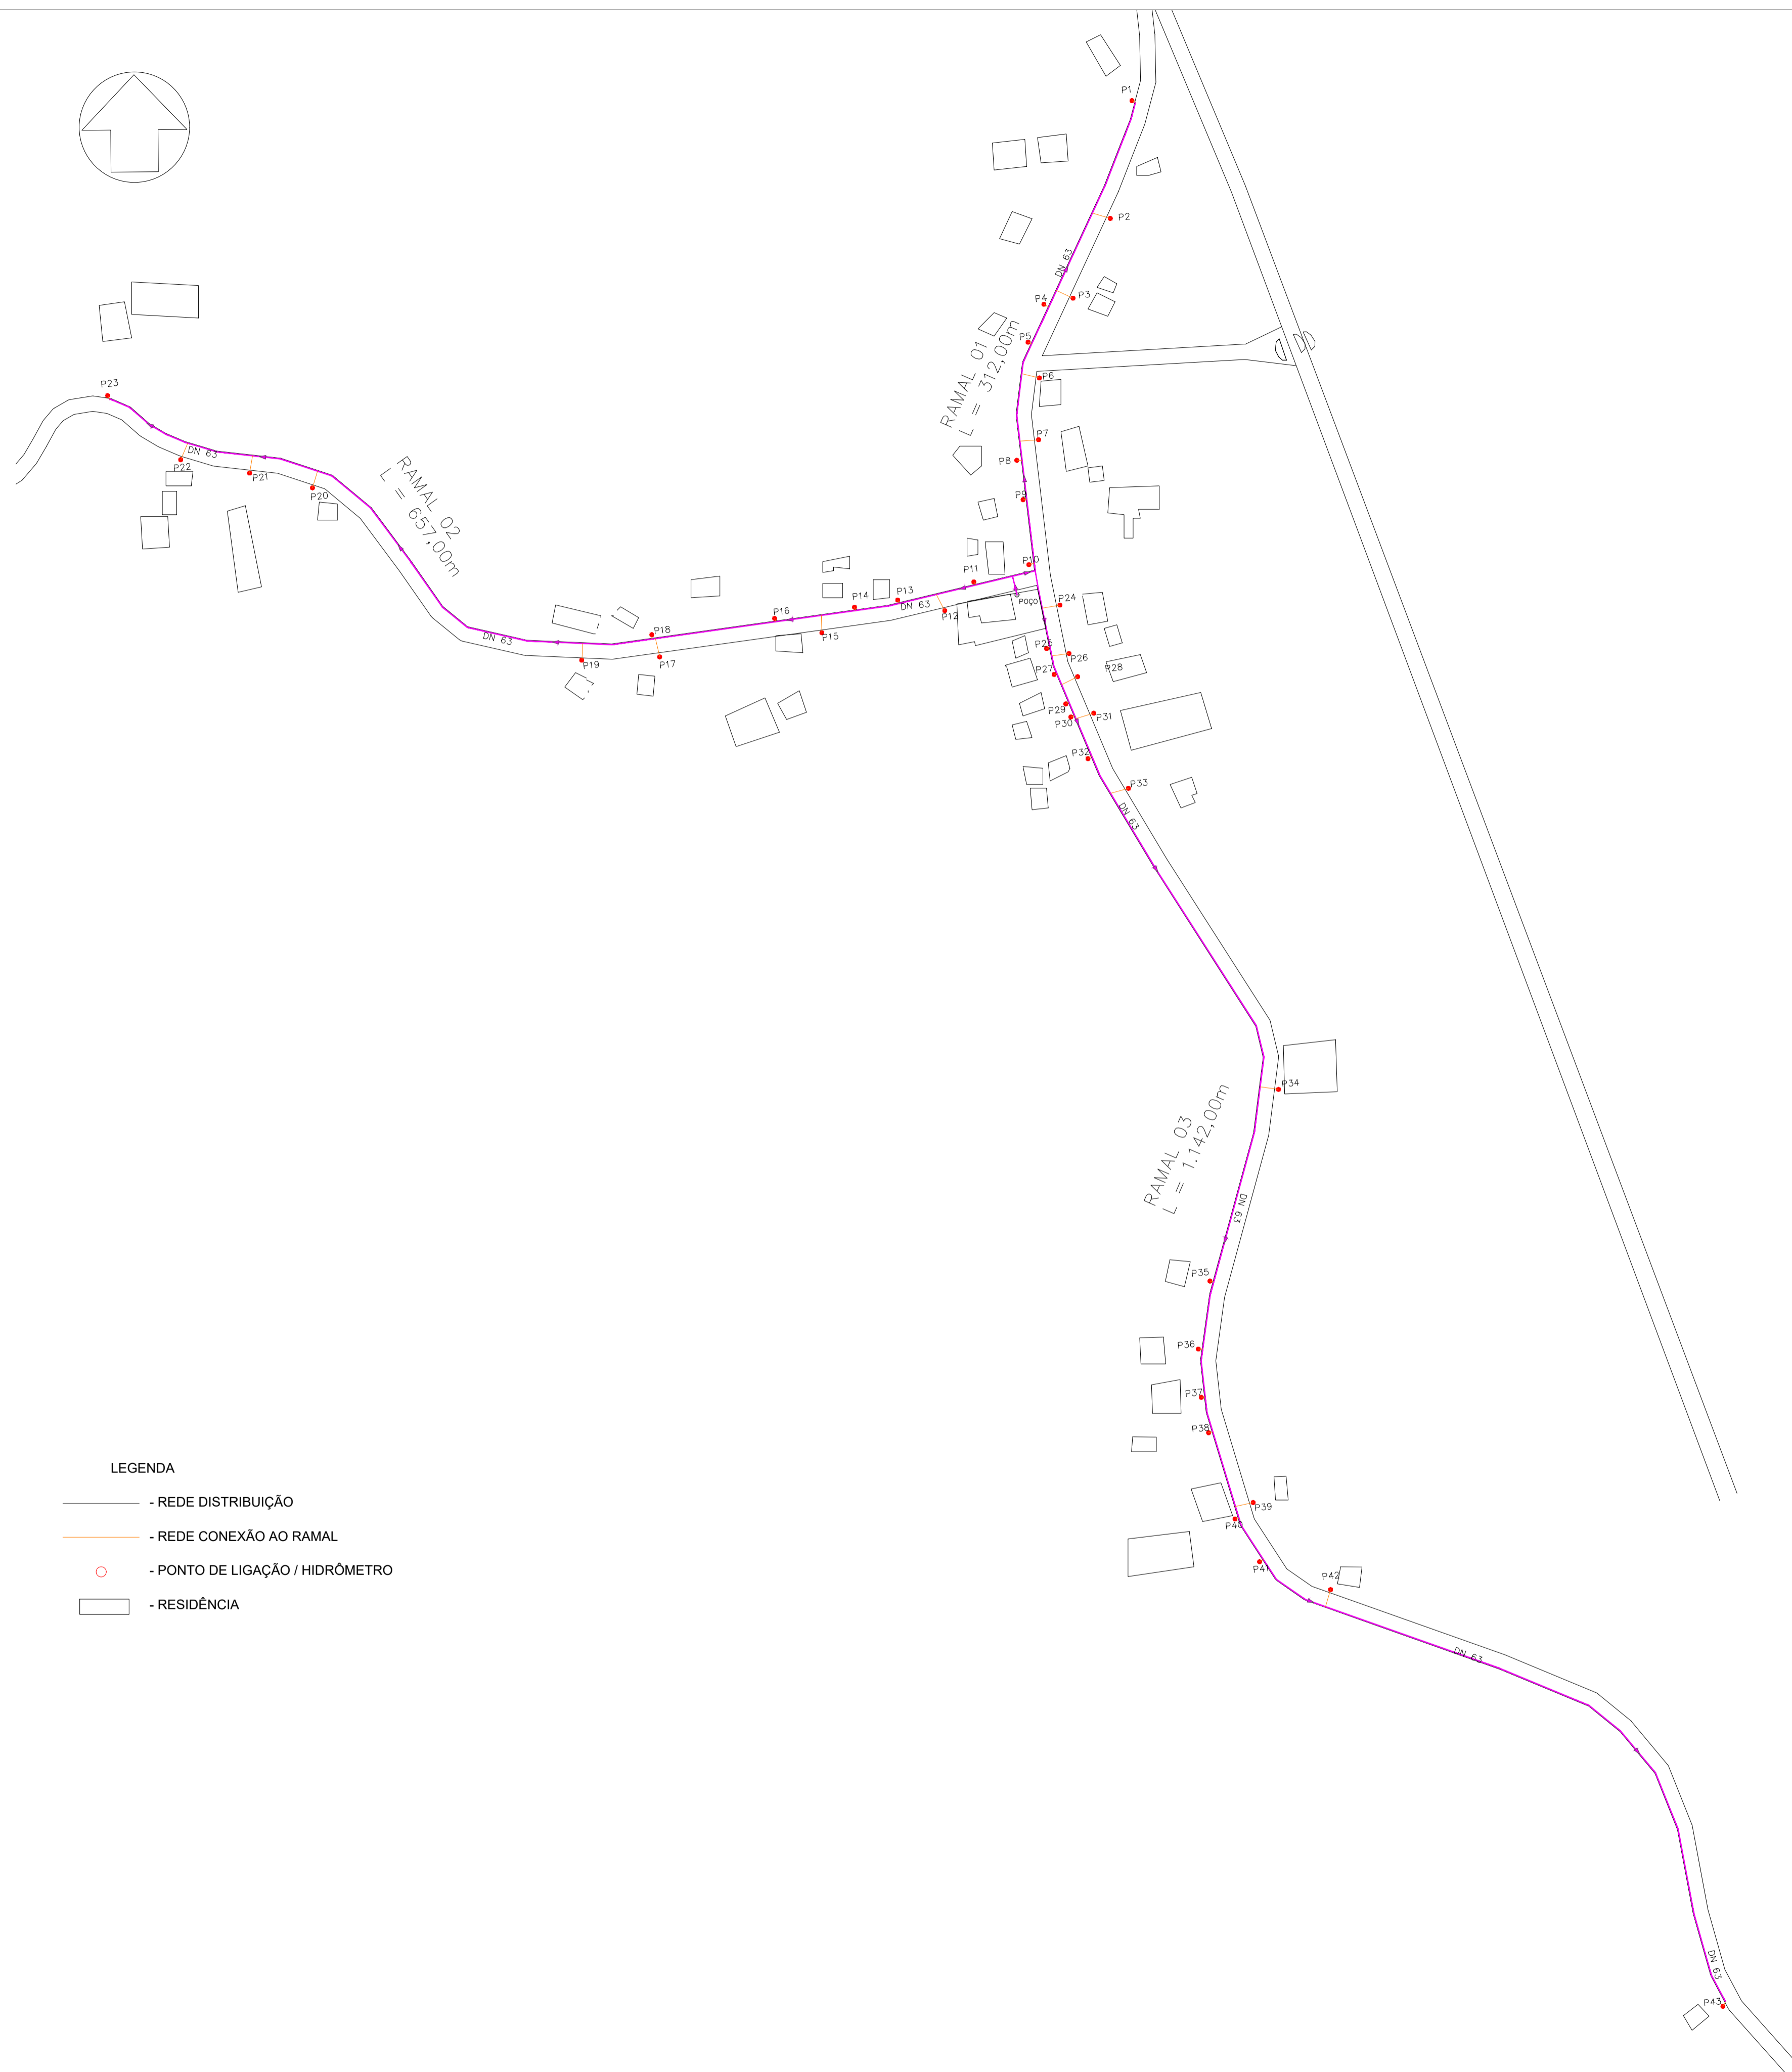 P1
P2
DN 63
P3
P4
P5
RAMAL 01
L = 312,00m
P6
P7
P8
P9
P10
P11
P13
P14
DN 63
P12
POÇO
P24
P16
P15
P18
P17
P19
DN 63
RAMAL 02
L = 657,00m
P23
DN 63
P22
P21
P20
P25
P26
P27
P28
P29
P30
P31
P32
P33
DN 63
P34
RAMAL 03
L = 1.142,00m
DN 63
P35
P36
P37
P38
P39
P40
P41
P42
DN 63
DN 63
P43
LEGENDA
- REDE DISTRIBUIÇÃO
- REDE CONEXÃO AO RAMAL
- PONTO DE LIGAÇÃO / HIDRÔMETRO
- RESIDÊNCIA